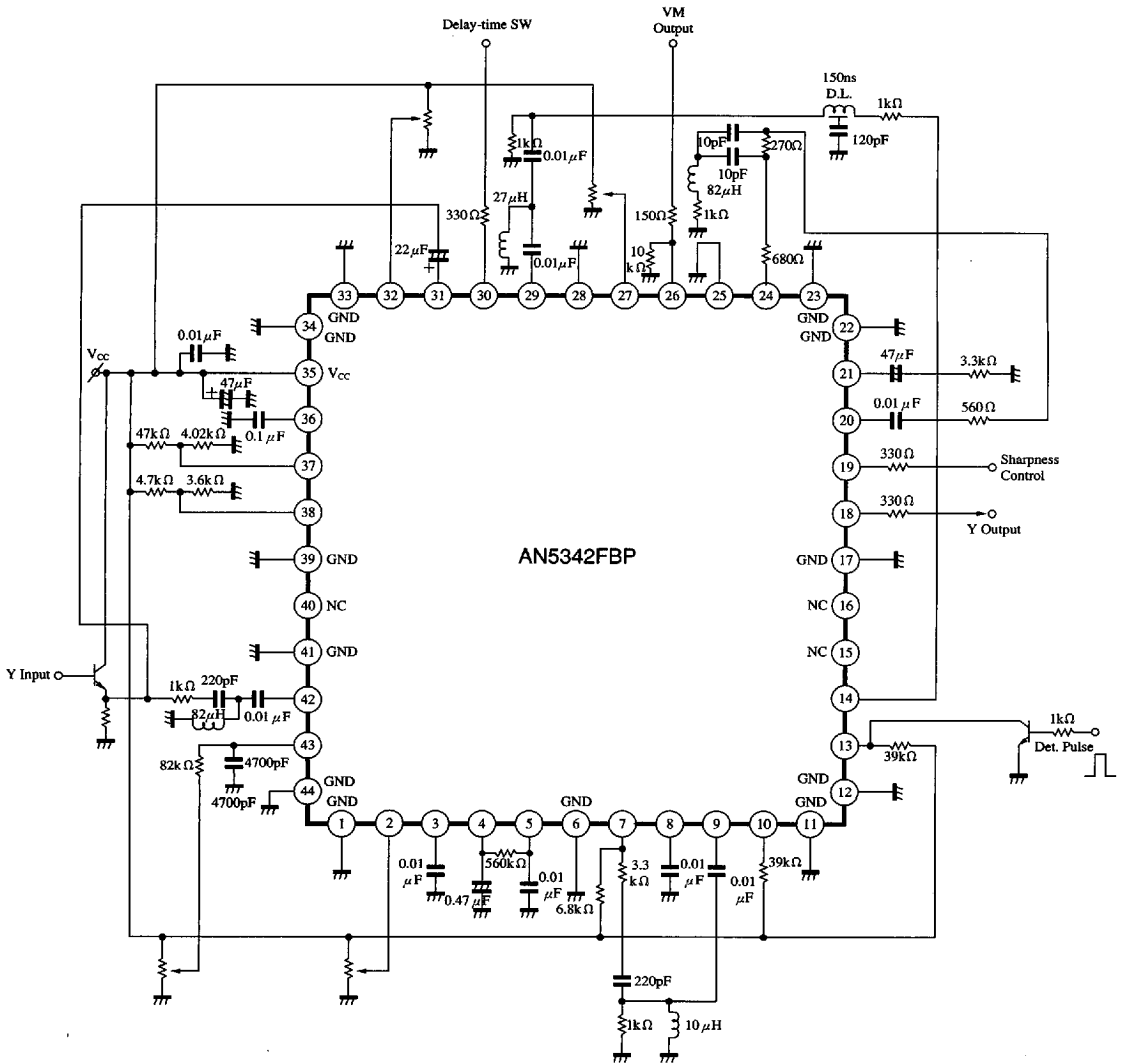 Delay-time SW
VM
Output
150ns
D.L.
1kΩ
120pF
1kΩ
0.01μF
10pF
270Ω
10pF
82μH
1kΩ
27μH
330Ω
150Ω
22μF
+
0.01μF
10
kΩ
680Ω
33
32
31
30
29
28
27
26
25
24
23
GND
GND
34
GND
GND
22
0.01μF
VCC
35
VCC
47μF
+
21
47μF
3.3kΩ
36
0.1μF
20
0.01μF
560Ω
47kΩ
4.02kΩ
37
19
330Ω
Sharpness
Control
4.7kΩ
3.6kΩ
38
18
330Ω
Y Output
AN5342FBP
39
GND
GND
17
40
NC
NC
16
41
GND
NC
15
Y Input
1kΩ
220pF
82μH
0.01μF
42
14
43
13
39kΩ
1kΩ
Det. Pulse
82kΩ
4700pF
4700pF
44
GND
GND
GND
12
GND
GND
1
2
3
4
5
6
7
8
9
10
11
0.01
μF
560kΩ
0.47μF
0.01
μF
6.8kΩ
3.3
kΩ
0.01
μF
0.01
μF
39kΩ
220pF
1kΩ
10μH